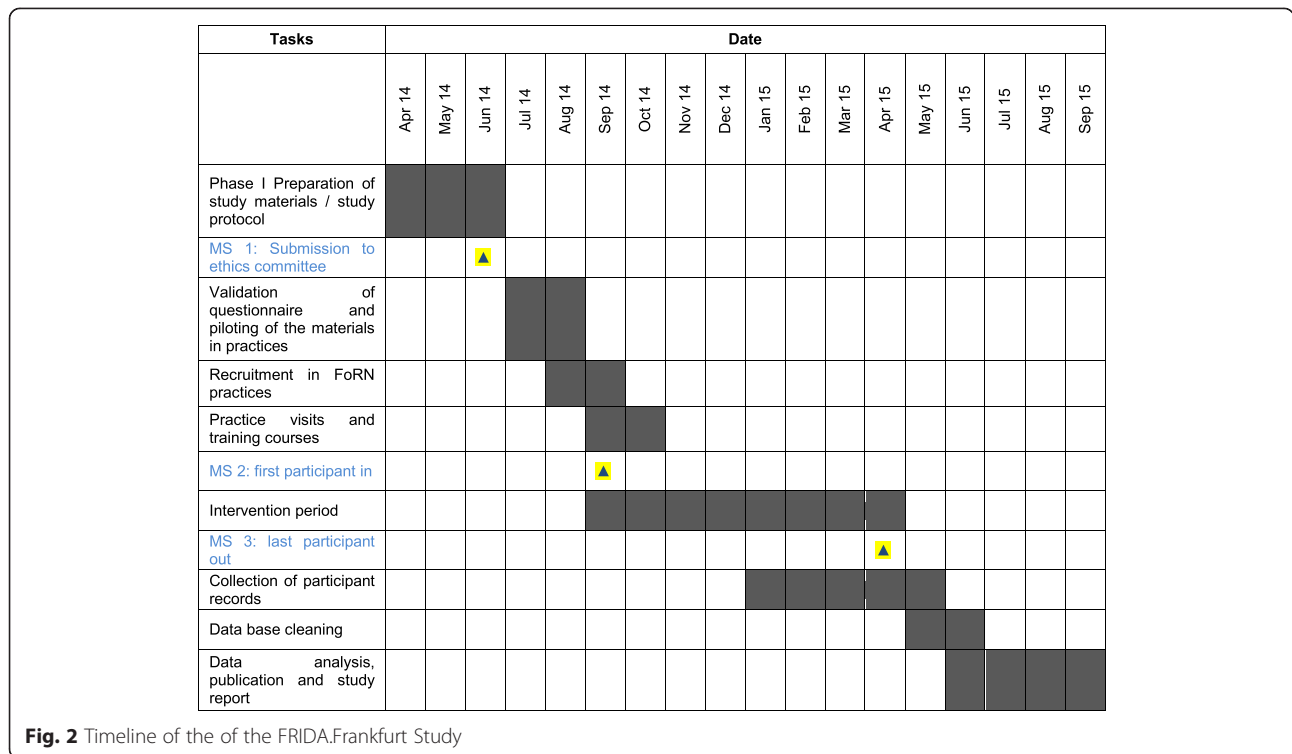 Tasks Date
Apr 14 May 14 Jun 14 Jul 14 Aug 14 Sep 14 Oct 14 Nov 14 Dec 14 Jan 15 Feb 15 Mar 15 Apr 15 May 15 Jun 15 Jul 15 Aug 15 Sep 15
Phase I Preparation of
study materials / study
protocol
MS 1: Submission to
ethics committee
Validation of
questionnaire and
piloting of the materials
in practices
Recruitment in FoRN
practices
Practice visits and
training courses
MS 2: first participant in
Intervention period
MS 3: last participant
out
Collection of participant
records
Data base cleaning
Data analysis,
publication and study
report
Fig. 2 Timeline of the of the FRIDA.Frankfurt Study